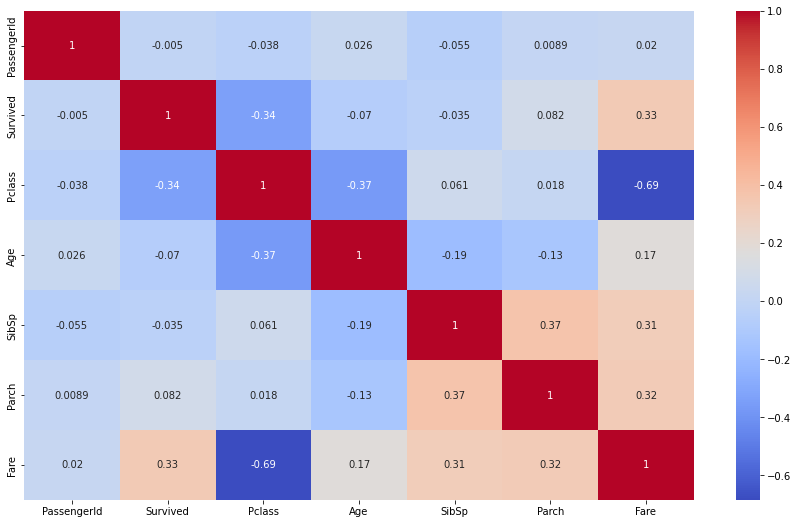 PassengerId 1 -0.005 -0.038 0.026 -0.055 0.0089 0.02
Survived -0.005 1 -0.34 -0.07 -0.035 0.082 0.33
Pclass -0.038 -0.34 1 -0.37 0.061 0.018 -0.69
Age 0.026 -0.07 -0.37 1 -0.19 -0.13 0.17
SibSp -0.055 -0.035 0.061 -0.19 1 0.37 0.31
Parch 0.0089 0.082 0.018 -0.13 0.37 1 0.32
Fare 0.02 0.33 -0.69 0.17 0.31 0.32 1
PassengerId Survived Pclass Age SibSp Parch Fare
1.0
0.8
0.6
0.4
0.2
0.0
−0.2
−0.4
−0.6